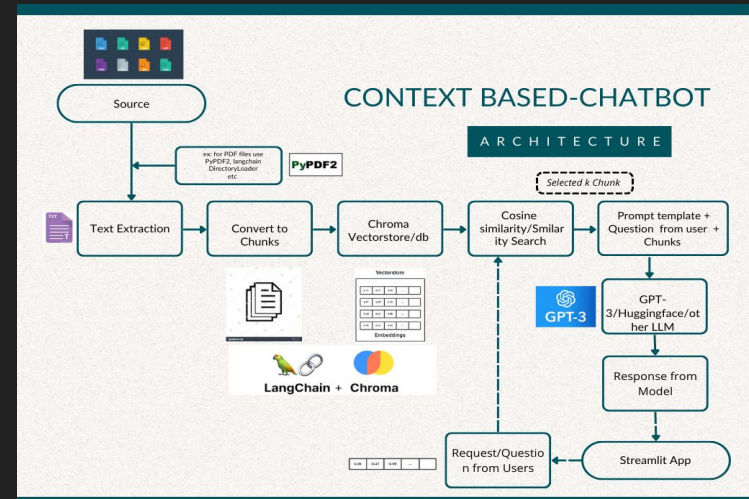 CONTEXT BASED-CHATBOT
ARCHITECTURE
Source
ex: for PDF files use
PyPDF2, langchain
DirectoryLoader
etc
PyPDF2
Selected k Chunk
TXT
T
Text Extraction
Convert to
Chunks
Chroma
Vectorstore/db
Cosine
similarity/Smilar
ity Search
Prompt template +
Question from user +
Chunks
Vectorstore
Embeddings
LangChain + Chroma
GPT-3
GPT-
3/Huggingface/ot
her LLM
Response from
Model
Streamlit App
Request/Questio
n from Users